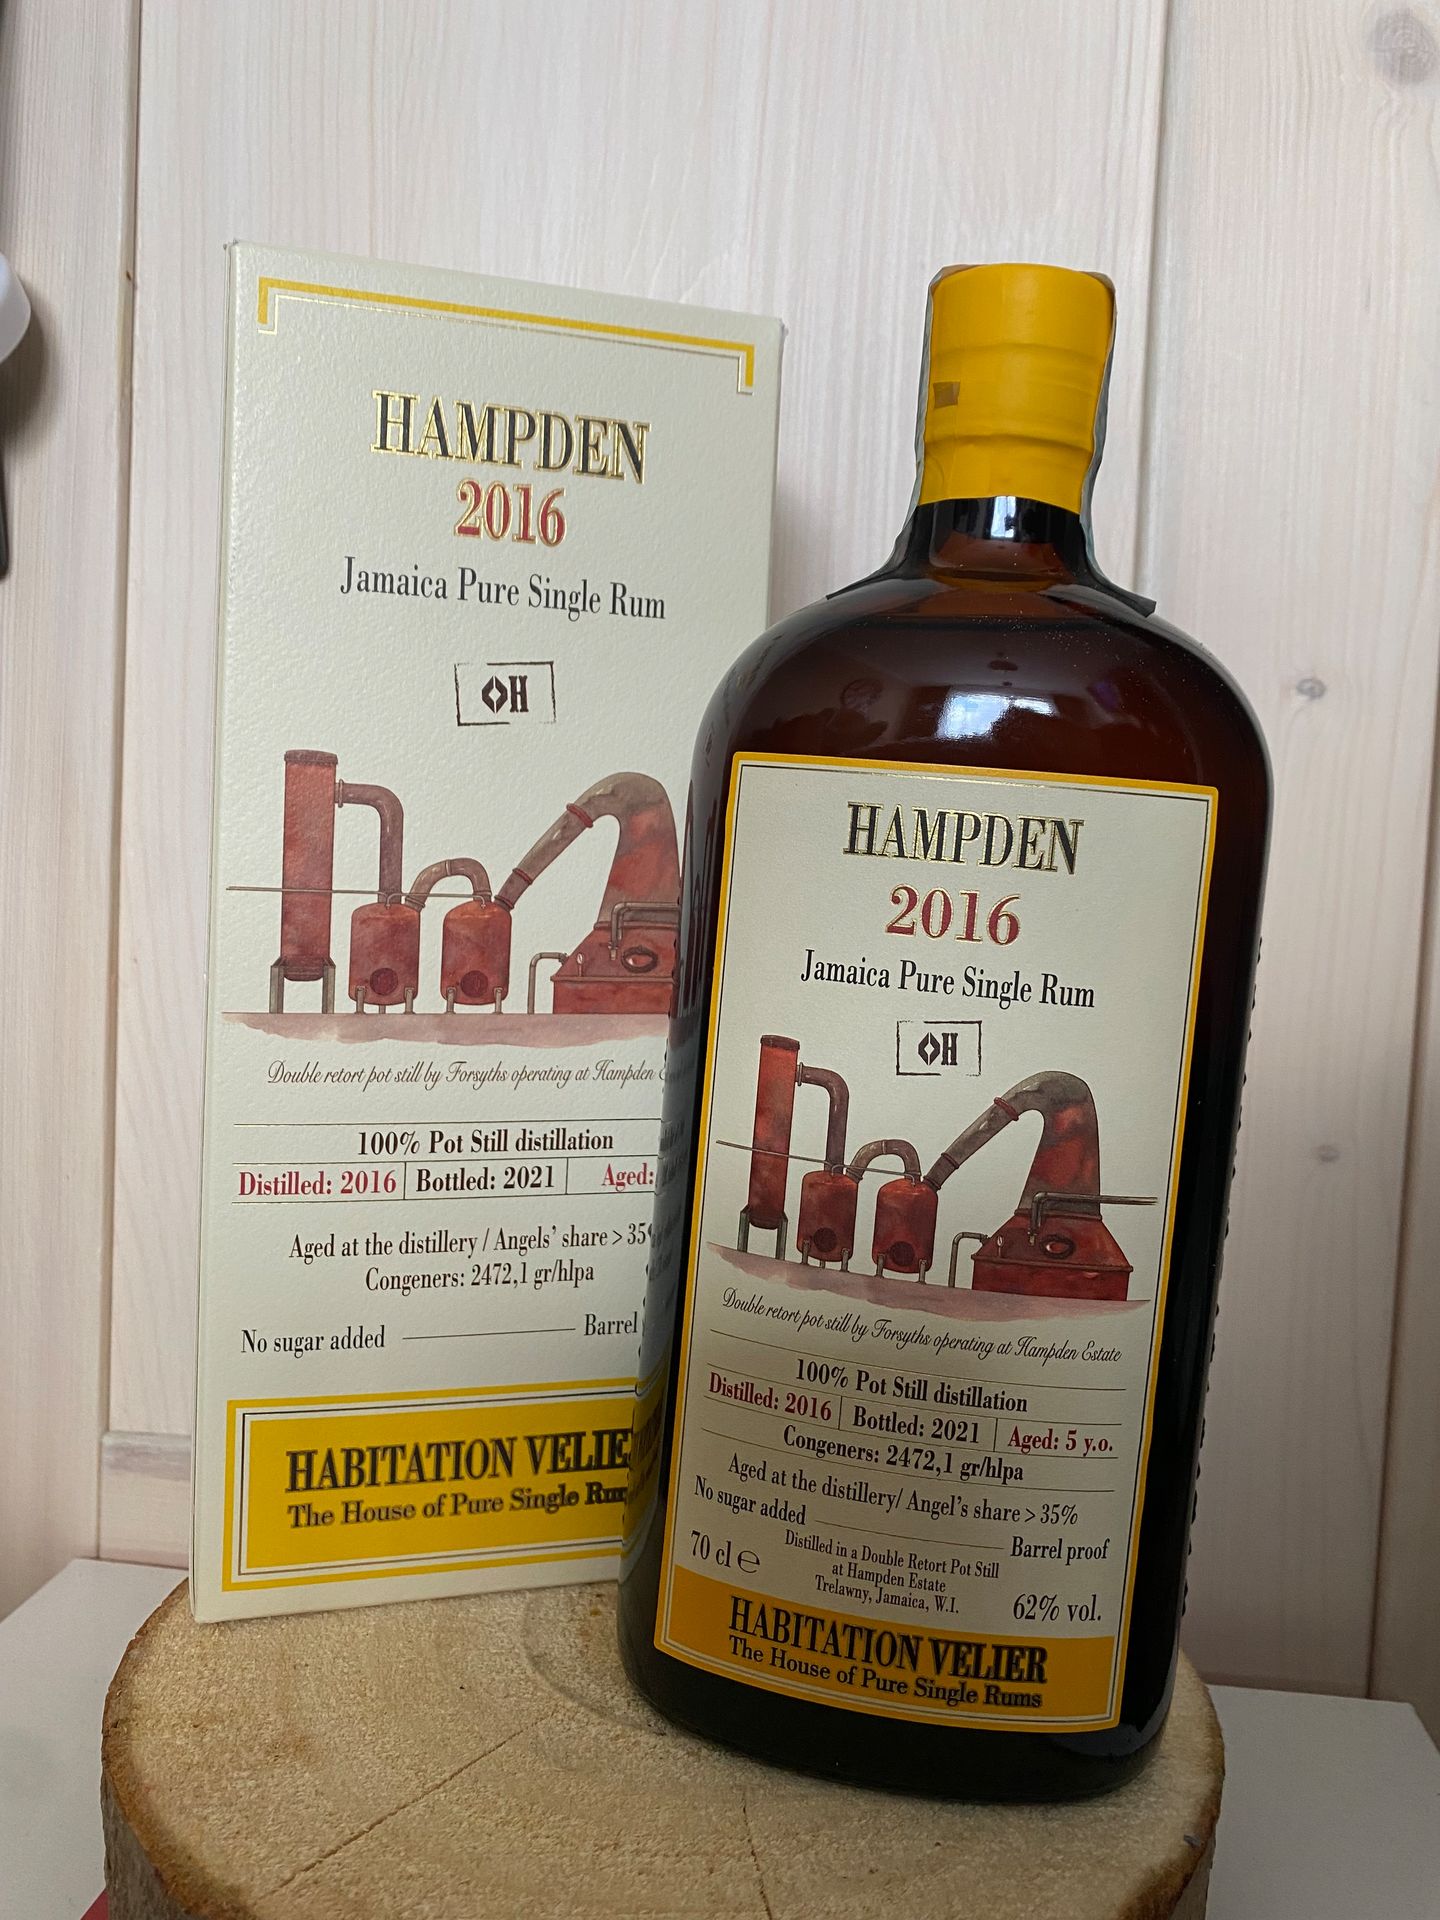 HAMPDEN
2016
Jamaica Pure Single Rum
OH
Double retort pot still by Forsyths operating at Hampden
100% Pot Still distillation
Distilled: 2016 Bottled: 2021 Aged:
Aged at the distillery / Angels' share > 35
Congeners: 2472,1 gr/hlpa
No sugar added Barrel
HABITATION VELIE
The House of Pure Single Rum
HAMPDEN
2016
Jamaica Pure Single Rum
OH
Double retort pot still by Forsyths operating at Hampden Estate
100% Pot Still distillation
Distilled: 2016 Bottled: 2021 Aged: 5 y.o.
Congeners: 2472,1 gr/hlpa
Aged at the distillery/ Angel's share > 35%
No sugar added Barrel proof
70 cl ℮ Distilled in a Double Retort Pot Still
at Hampden Estate
Trelawny, Jamaica, W.I. 62% vol.
HABITATION VELIER
The House of Pure Single Rums